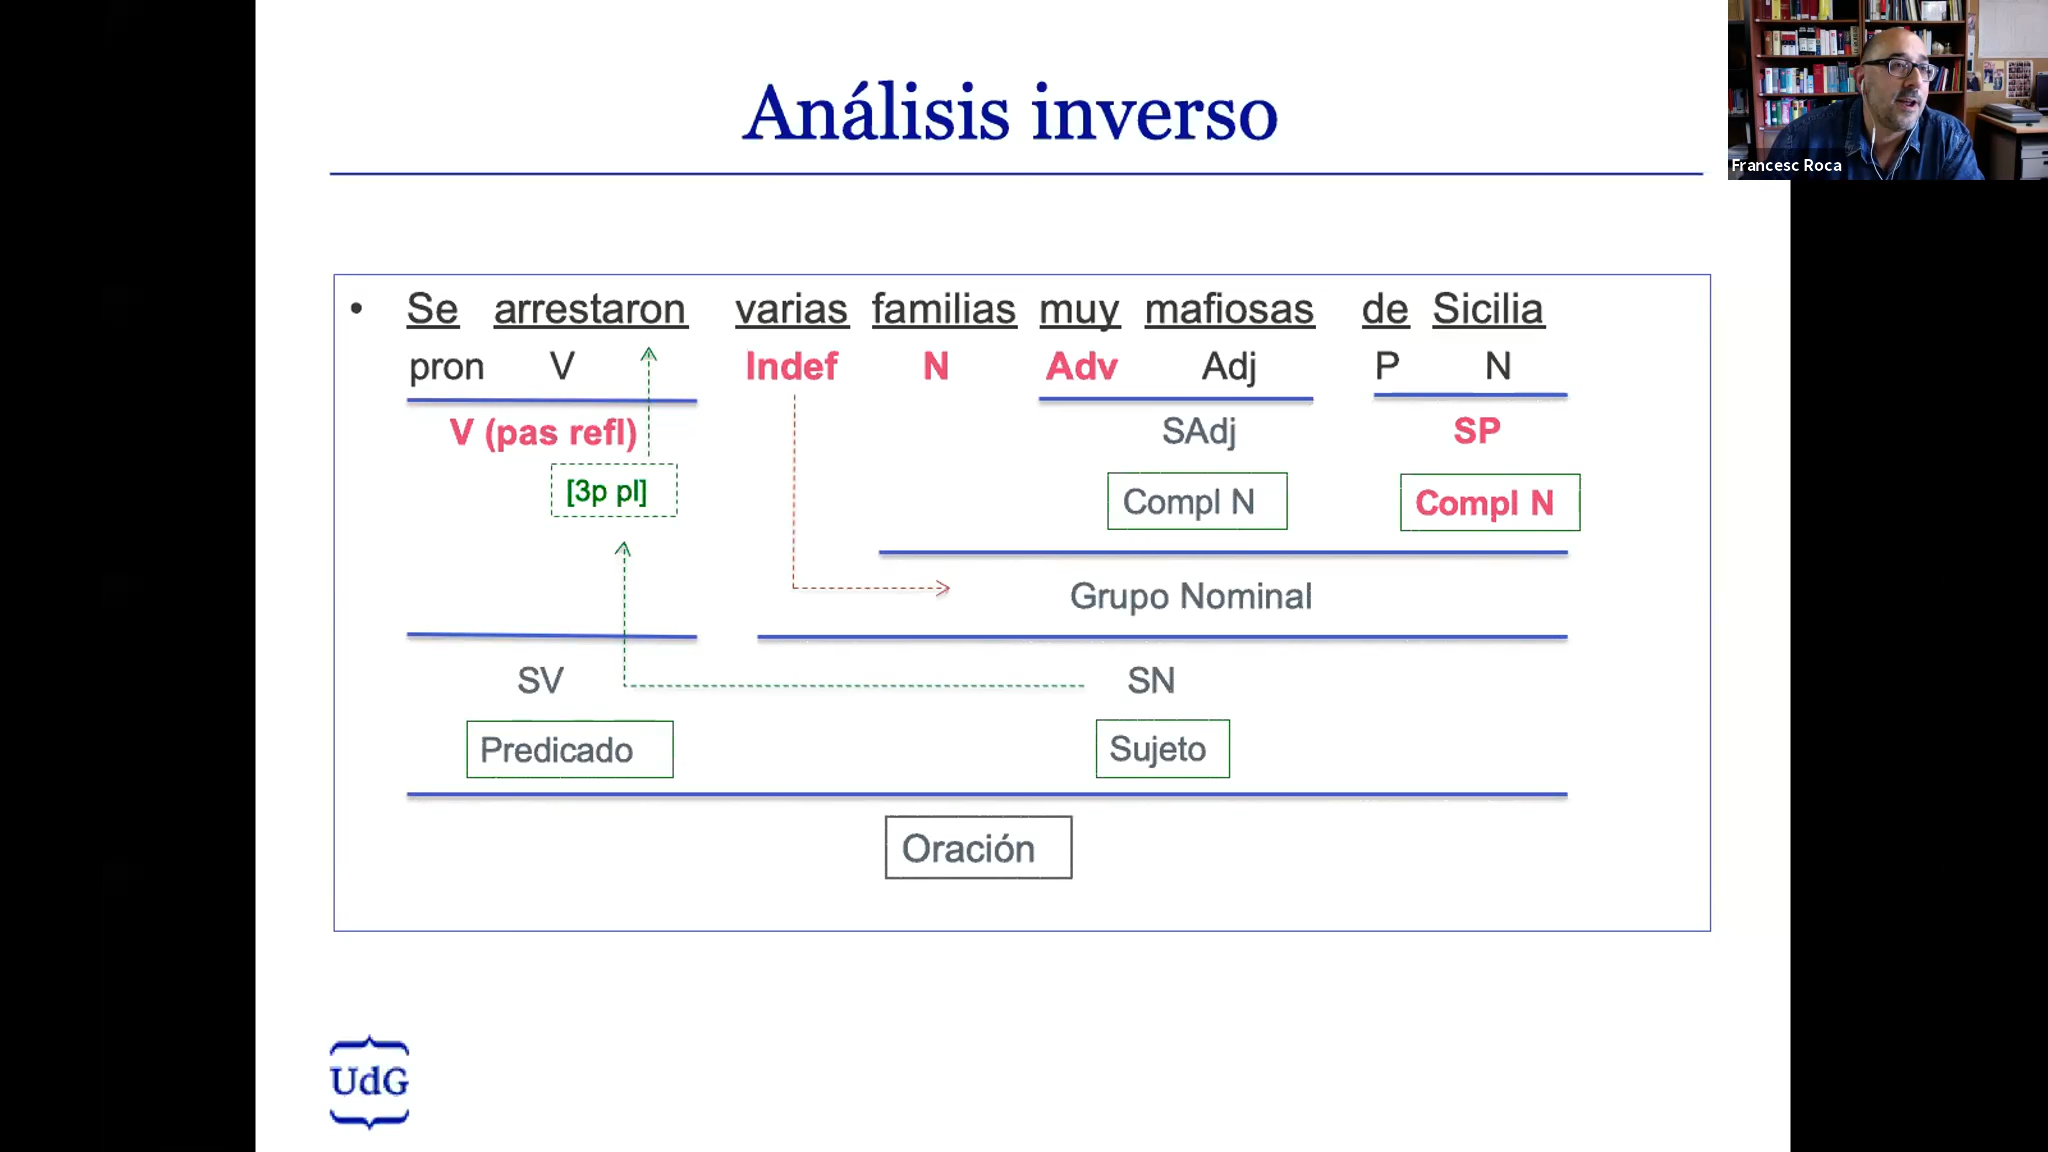 Análisis inverso
Francesc Roca
• Se arrestaron varias familias muy mafiosas de Sicilia
pron V Indef N Adv Adj P N
V (pas refl) SAdj SP
[3p pl] Compl N Compl N
Grupo Nominal
SV SN
Predicado Sujeto
Oración
UdG